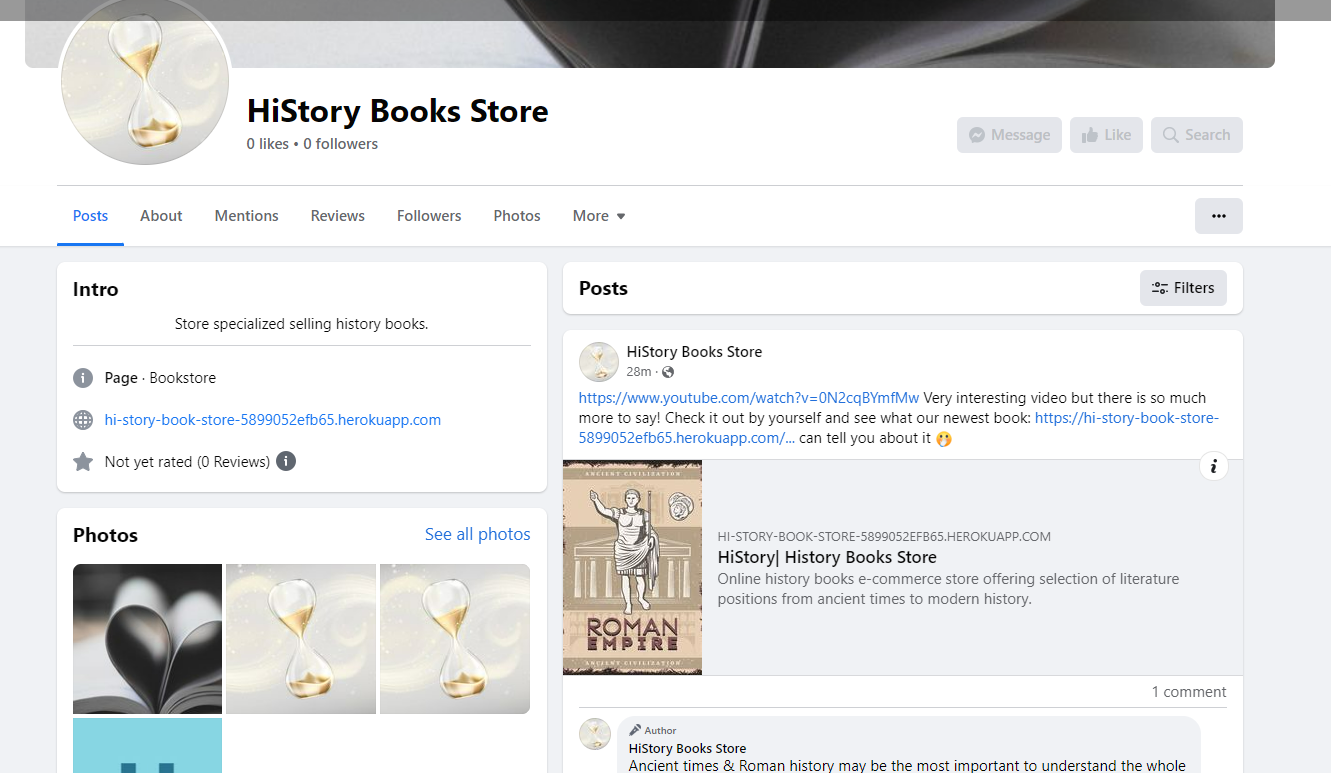 HiStory Books Store
0 likes • 0 followers
Message
Like
Search
Posts
About
Mentions
Reviews
Followers
Photos
More
Intro
Store specialized selling history books.
Page · Bookstore
hi-story-book-store-5899052efb65.herokuapp.com
Not yet rated (0 Reviews)
Photos
See all photos
Posts
Filters
HiStory Books Store
28m ·
https://www.youtube.com/watch?v=0N2cqBYmfMw Very interesting video but there is so much
more to say! Check it out by yourself and see what our newest book: https://hi-story-book-store-
5899052efb65.herokuapp.com/... can tell you about it 🫢
ANCIENT CIVILIZATION
ROMAN
EMPIRE
ANCIENT CIVILIZATION
HI-STORY-BOOK-STORE-5899052EFB65.HEROKUAPP.COM
HiStory| History Books Store
Online history books e-commerce store offering selection of literature
positions from ancient times to modern history.
1 comment
Author
HiStory Books Store
Ancient times & Roman history may be the most important to understand the whole